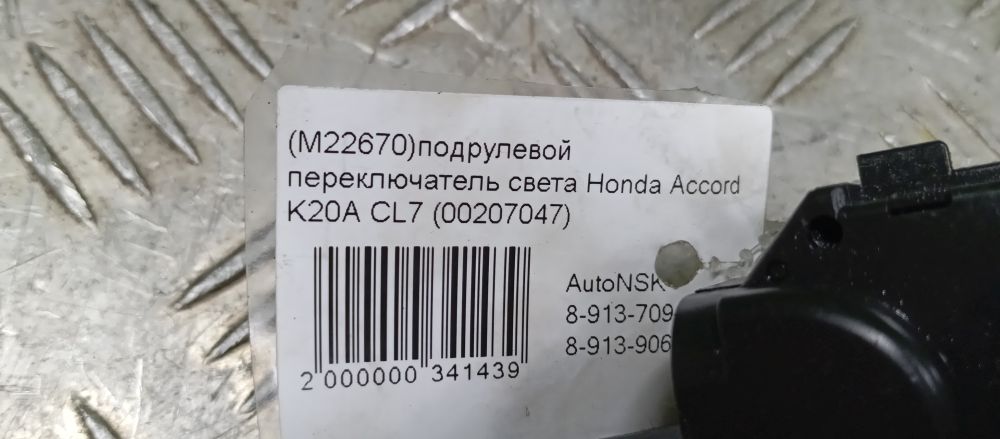 (M22670)подрулевой
переключатель света Honda Accord
K20A CL7 (00207047)
AutoNSK
8-913-709
8-913-906
2 000000 341439